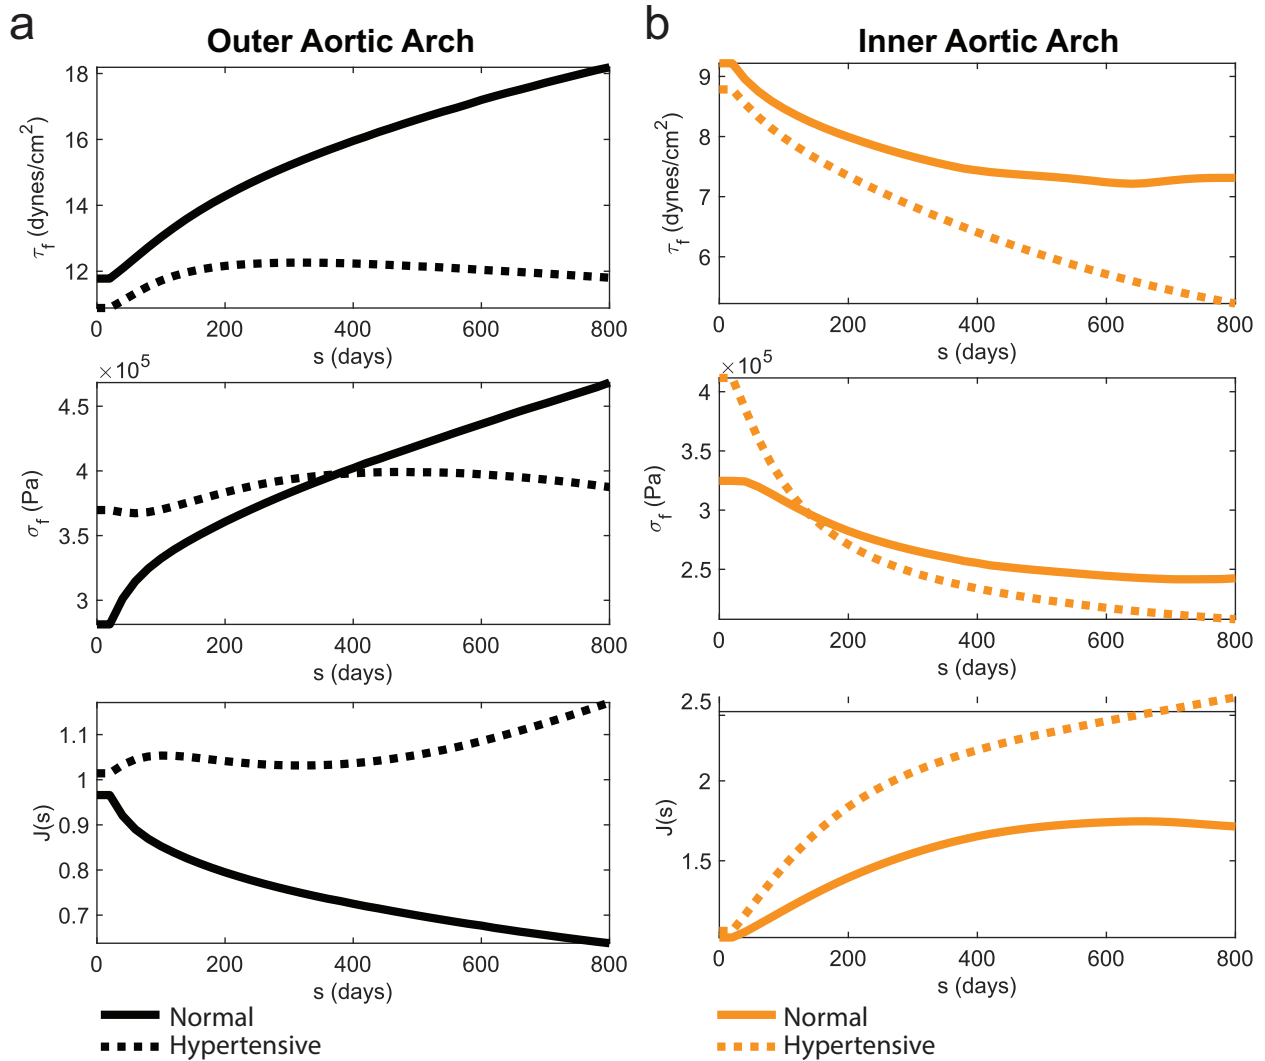 a
Outer Aortic Arch
18
16
14
12
τf (dynes/cm2)
0 200 400 600 800
s (days)
×10^5
4.5
4
3.5
3
σf (Pa)
0 200 400 600 800
s (days)
1.1
1
0.9
0.8
0.7
J(s)
0 200 400 600 800
s (days)
Normal
Hypertensive
b
Inner Aortic Arch
9
8
7
6
τf (dynes/cm2)
0 200 400 600 800
s (days)
×10^5
4
3.5
3
2.5
σf (Pa)
0 200 400 600 800
s (days)
2.5
2
1.5
J(s)
0 200 400 600 800
s (days)
Normal
Hypertensive